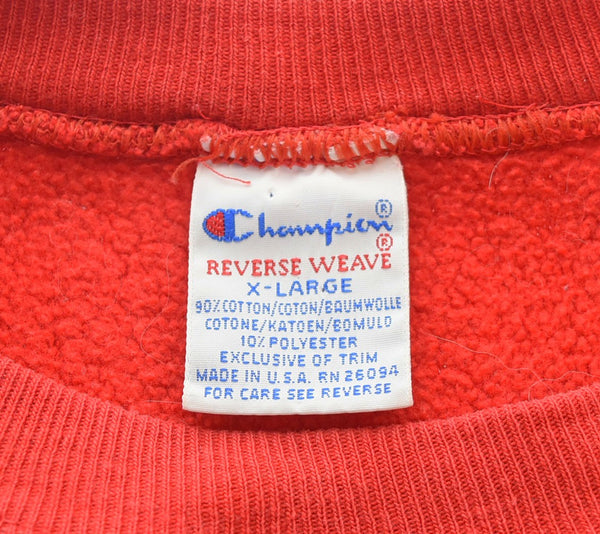 Champion®
REVERSE WEAVE®
X-LARGE
90% COTTON/COTON/BAUMWOLLE
COTONE/KATOEN/BOMULD
10% POLYESTER
EXCLUSIVE OF TRIM
MADE IN U.S.A. RN 26094
FOR CARE SEE REVERSE